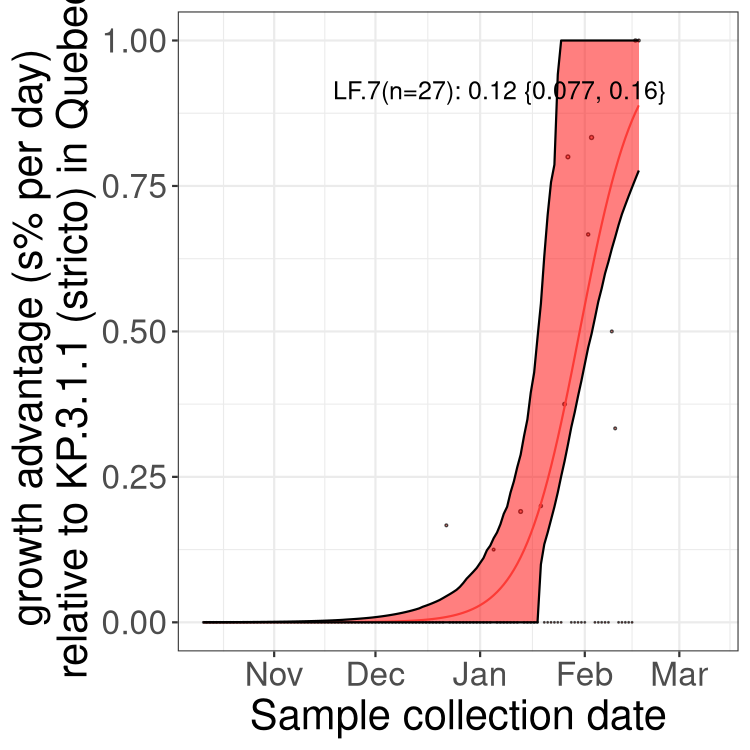 growth advantage (s% per day)
relative to KP.3.1.1 (stricto) in Quebec
1.00
0.75
0.50
0.25
0.00
LF.7(n=27): 0.12 {0.077, 0.16}
Nov Dec Jan Feb Mar
Sample collection date